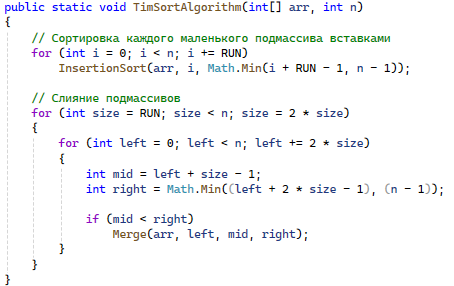 public static void TimSortAlgorithm(int[] arr, int n)
{
    // Сортировка каждого маленького подмассива вставками
    for (int i = 0; i < n; i += RUN)
        InsertionSort(arr, i, Math.Min(i + RUN - 1, n - 1));

    // Слияние подмассивов
    for (int size = RUN; size < n; size = 2 * size)
    {
        for (int left = 0; left < n; left += 2 * size)
        {
            int mid = left + size - 1;
            int right = Math.Min((left + 2 * size - 1), (n - 1));

            if (mid < right)
                Merge(arr, left, mid, right);
        }
    }
}